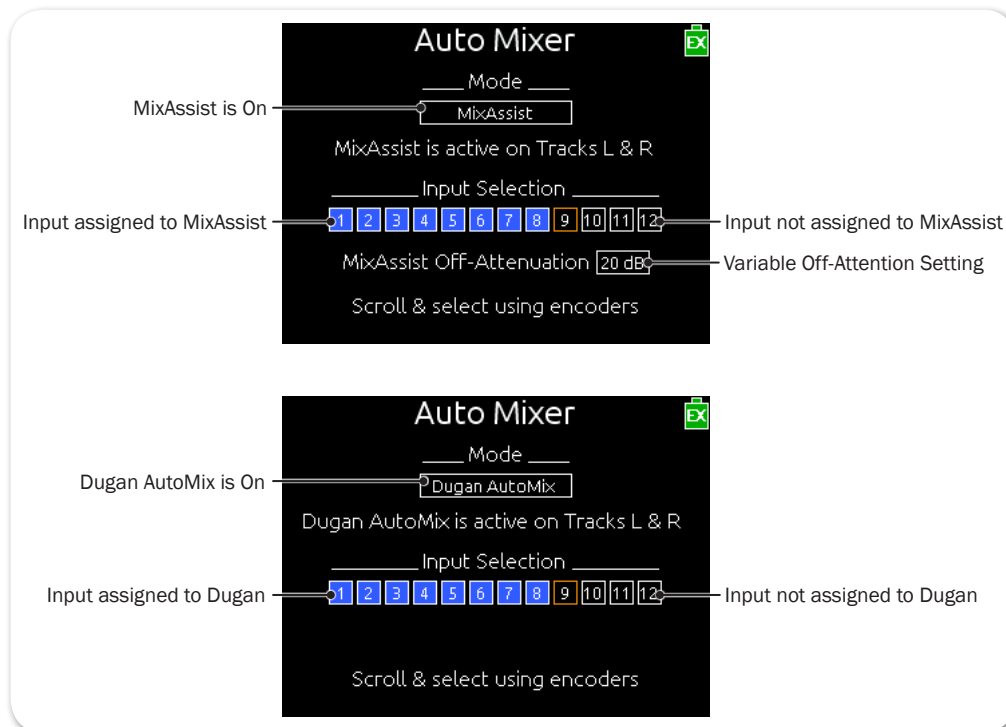 Auto Mixer
EX
Mode
MixAssist is On
MixAssist
MixAssist is active on Tracks L & R
Input Selection
Input assigned to MixAssist
1 2 3 4 5 6 7 8 9 10 11 12
Input not assigned to MixAssist
MixAssist Off-Attenuation 20 dB
Variable Off-Attention Setting
Scroll & select using encoders
Auto Mixer
EX
Mode
Dugan AutoMix is On
Dugan AutoMix
Dugan AutoMix is active on Tracks L & R
Input Selection
Input assigned to Dugan
1 2 3 4 5 6 7 8 9 10 11 12
Input not assigned to Dugan
Scroll & select using encoders